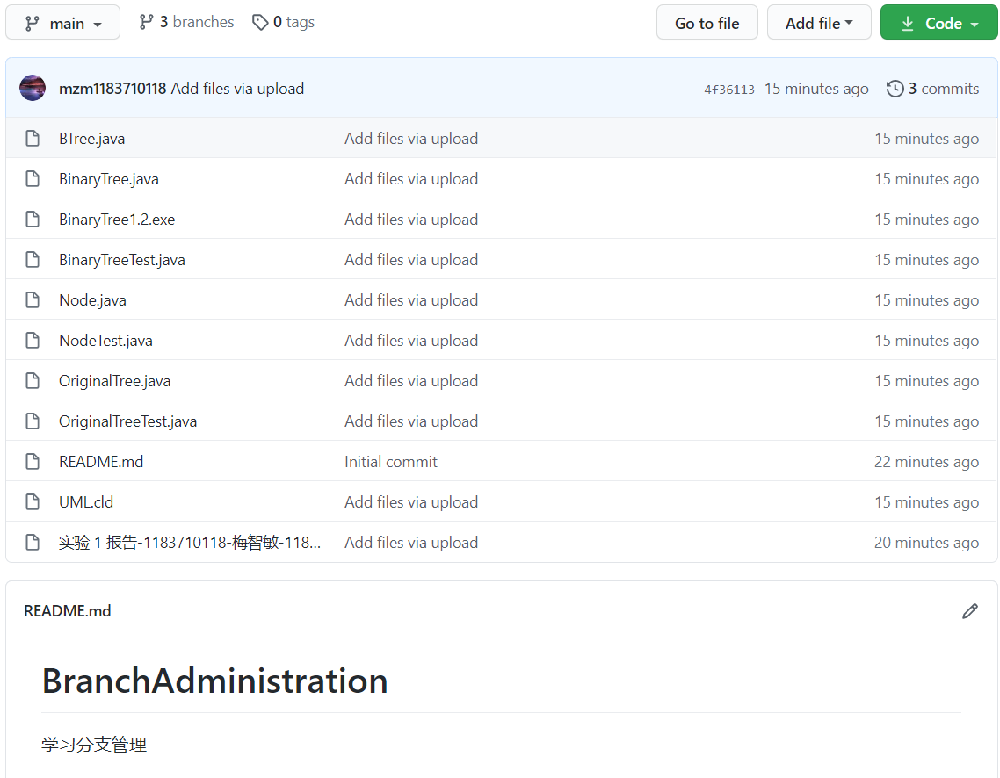 main 3 branches 0 tags Go to file Add file Code
mzm1183710118 Add files via upload 4f36113 15 minutes ago 3 commits
BTree.java Add files via upload 15 minutes ago
BinaryTree.java Add files via upload 15 minutes ago
BinaryTree1.2.exe Add files via upload 15 minutes ago
BinaryTreeTest.java Add files via upload 15 minutes ago
Node.java Add files via upload 15 minutes ago
NodeTest.java Add files via upload 15 minutes ago
OriginalTree.java Add files via upload 15 minutes ago
OriginalTreeTest.java Add files via upload 15 minutes ago
README.md Initial commit 22 minutes ago
UML.cld Add files via upload 15 minutes ago
实验 1 报告-1183710118-梅智敏-118... Add files via upload 20 minutes ago
README.md
BranchAdministration
学习分支管理